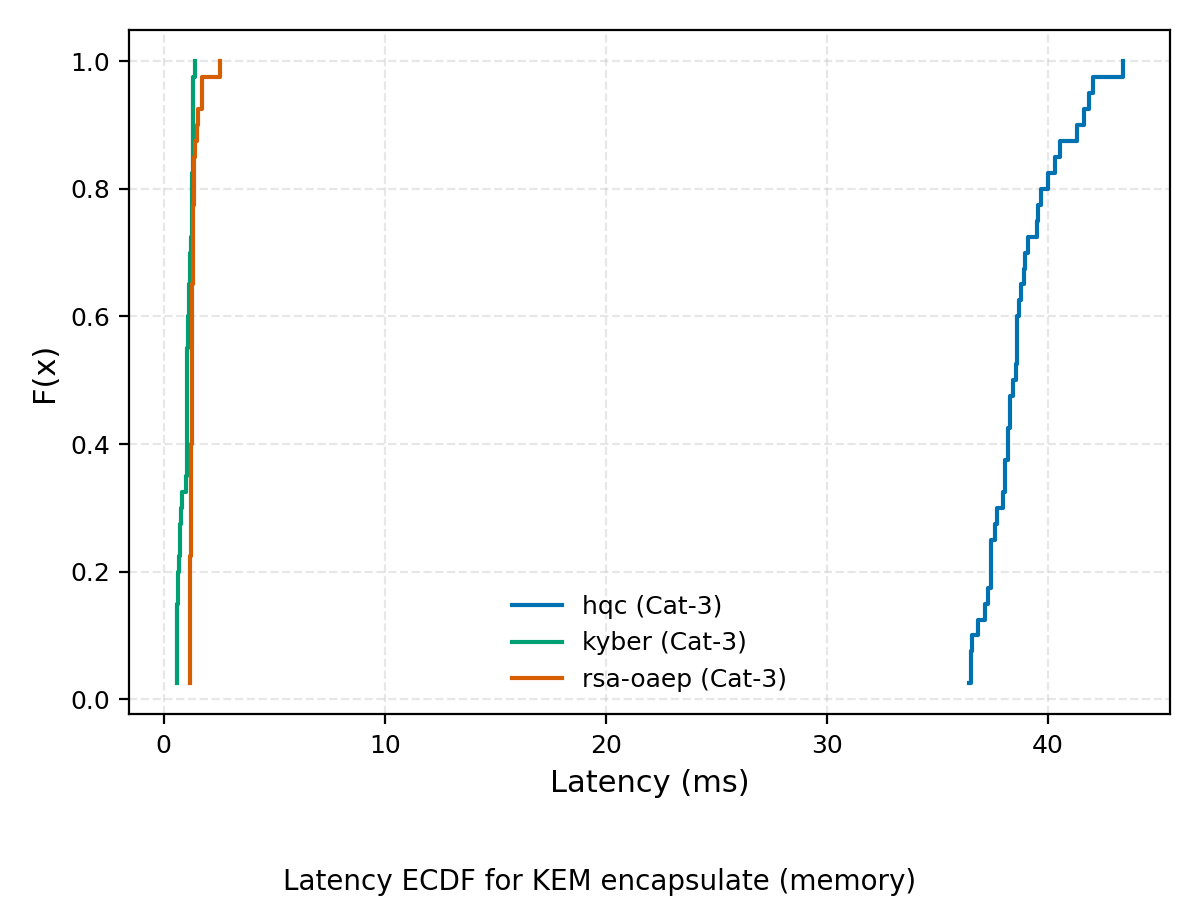 1.0
0.8
0.6
0.4
0.2
0.0
F(x)
hqc (Cat-3)
kyber (Cat-3)
rsa-oaep (Cat-3)
0 10 20 30 40
Latency (ms)
Latency ECDF for KEM encapsulate (memory)